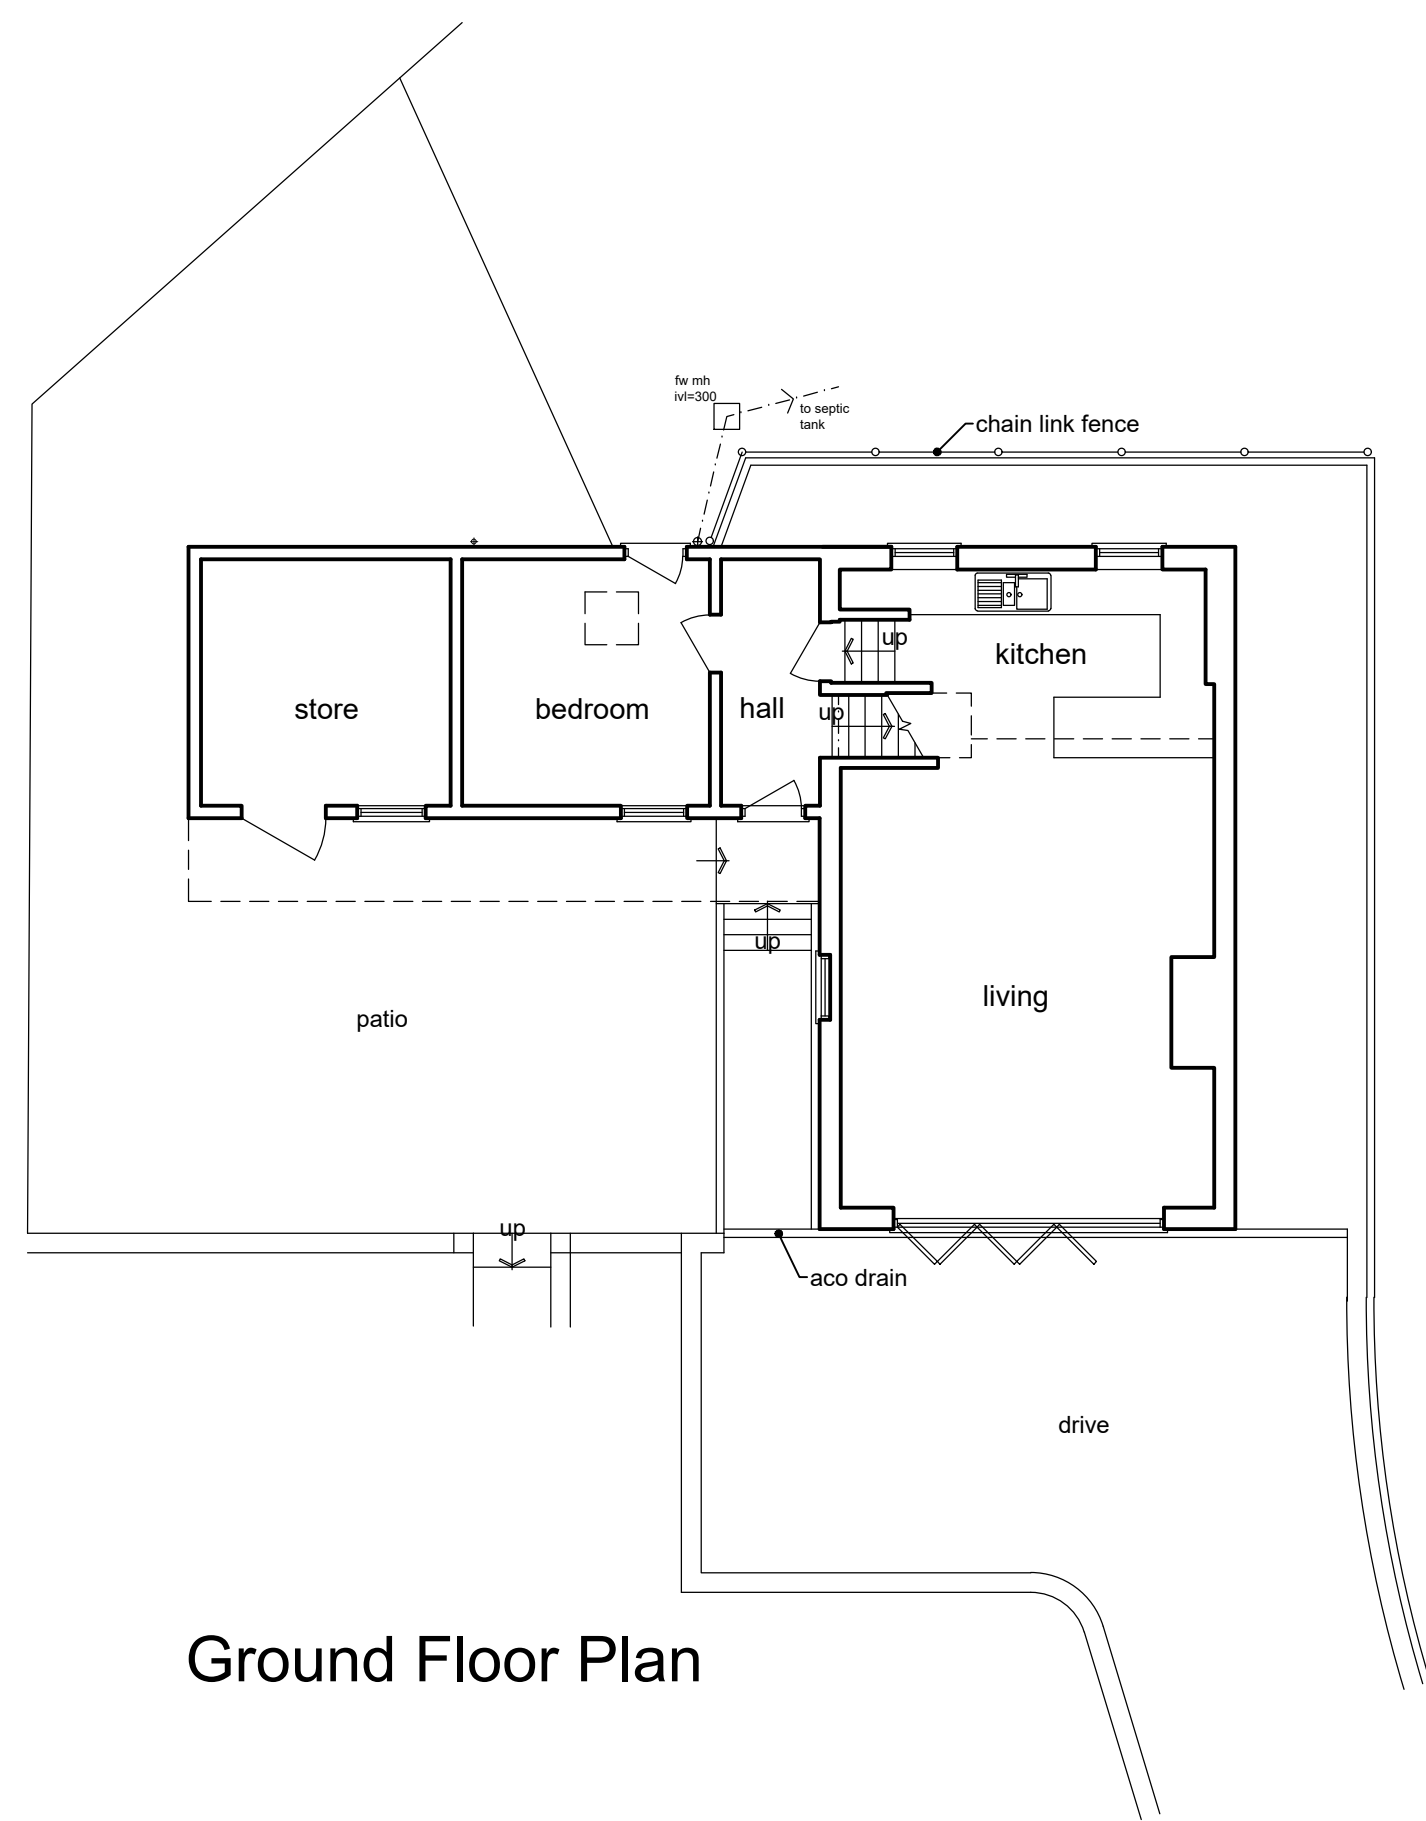 fw mh
ivl=300
to septic
tank
chain link fence
up
kitchen
store
bedroom
hall
up
up
living
patio
up
aco drain
drive
Ground Floor Plan